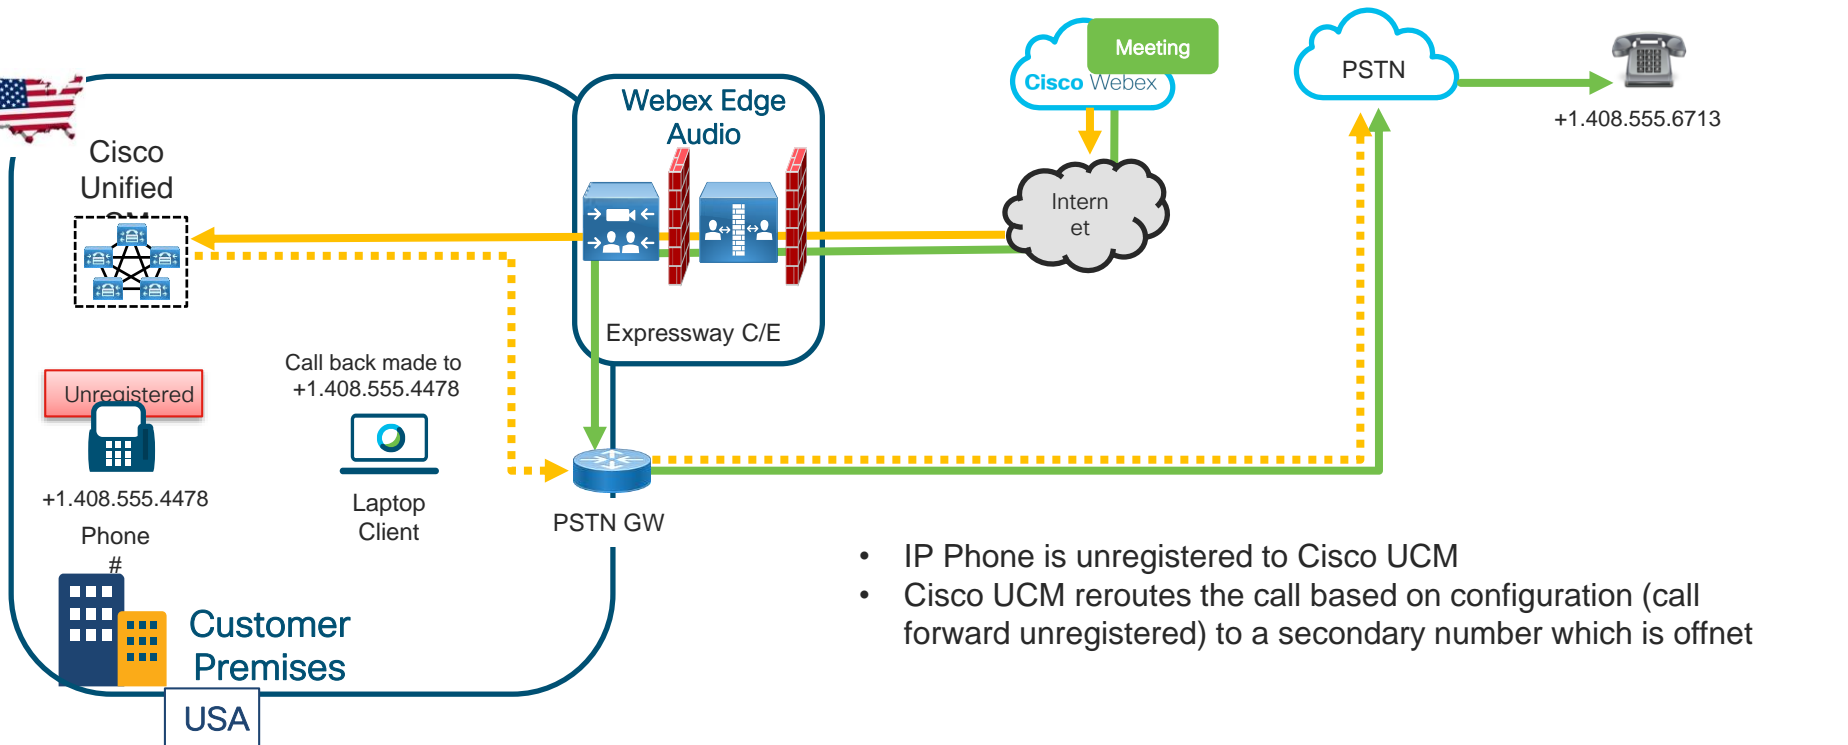 Meeting
Cisco Webex
PSTN
+1.408.555.6713
Webex Edge
Audio
Cisco
Unified
Intern
et
Expressway C/E
Call back made to
+1.408.555.4478
Unregistered
+1.408.555.4478
Laptop
Client
Phone
#
PSTN GW
• IP Phone is unregistered to Cisco UCM
• Cisco UCM reroutes the call based on configuration (call
forward unregistered) to a secondary number which is offnet
Customer
Premises
USA